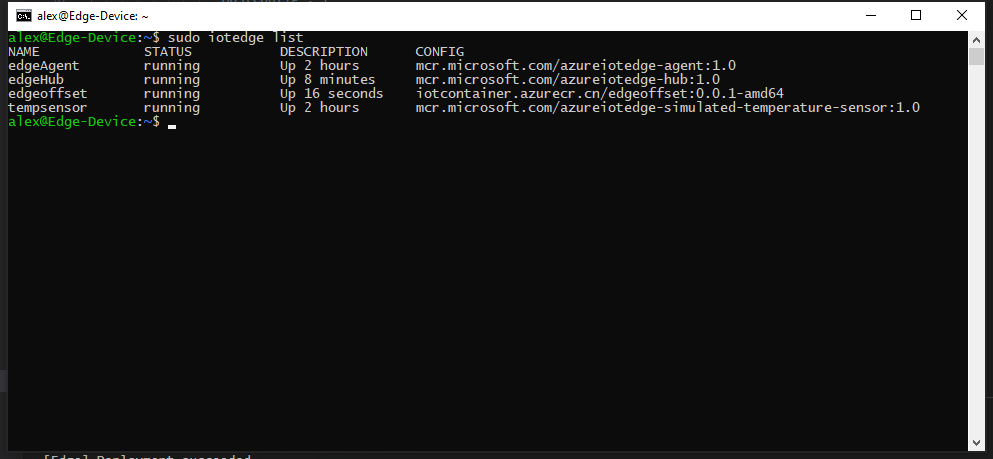 alex@Edge-Device: ~
alex@Edge-Device:~$ sudo iotedge list
NAME STATUS DESCRIPTION CONFIG
edgeAgent running Up 2 hours mcr.microsoft.com/azureiotedge-agent:1.0
edgeHub running Up 8 minutes mcr.microsoft.com/azureiotedge-hub:1.0
edgeoffset running Up 16 seconds iotcontainer.azurecr.cn/edgeoffset:0.0.1-amd64
tempsensor running Up 2 hours mcr.microsoft.com/azureiotedge-simulated-temperature-sensor:1.0
alex@Edge-Device:~$
[Edge] Deployment succeeded